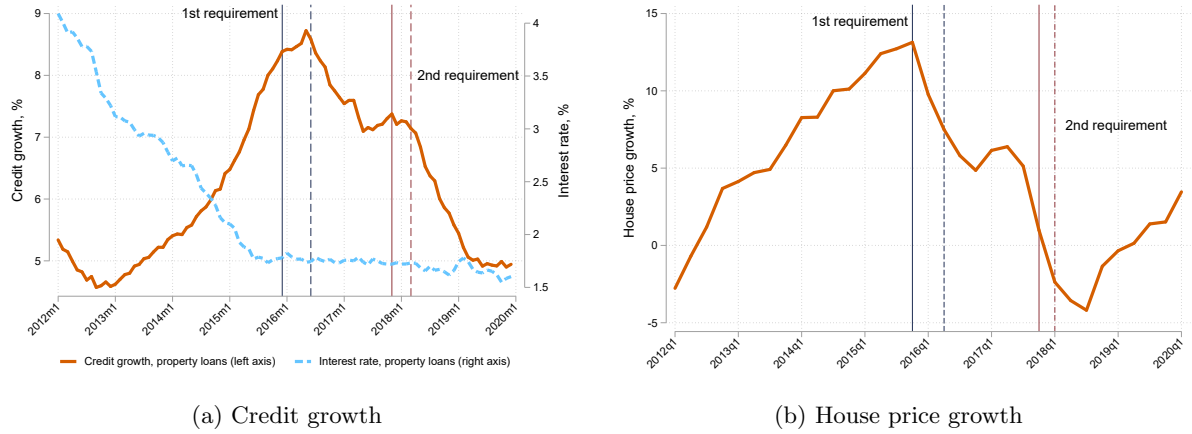 1st requirement
2nd requirement
Credit growth, %
9
8
7
6
5
Interest rate, %
4
3.5
3
2.5
2
1.5
2012m1
2013m1
2014m1
2015m1
2016m1
2017m1
2018m1
2019m1
2020m1
Credit growth, property loans (left axis)
Interest rate, property loans (right axis)
(a) Credit growth
1st requirement
2nd requirement
House price growth, %
15
10
5
0
-5
2012q1
2013q1
2014q1
2015q1
2016q1
2017q1
2018q1
2019q1
2020q1
(b) House price growth